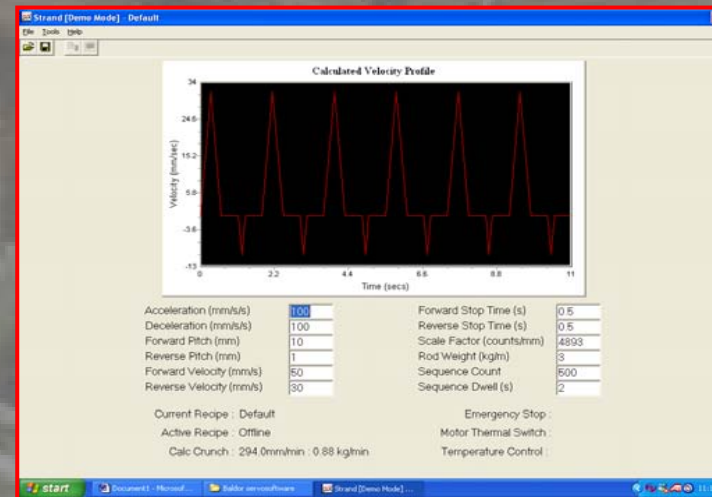 Strand [Demo Mode] - Default
File Tools Help
Calculated Velocity Profile
Velocity (mm/sec)
34
24.6
15.2
5.8
-3.6
-13
0 2.2 4.4 6.6 8.8 11
Time (secs)
Acceleration (mm/s/s) 100 Forward Stop Time (s) 0.5
Deceleration (mm/s/s) 100 Reverse Stop Time (s) 0.5
Forward Pitch (mm) 10 Scale Factor (counts/mm) 4893
Reverse Pitch (mm) 1 Rod Weight (kg/m) 3
Forward Velocity (mm/s) 50 Sequence Count 500
Reverse Velocity (mm/s) 30 Sequence Dwell (s) 2
Current Recipe : Default Emergency Stop :
Active Recipe : Offline Motor Thermal Switch :
Calc Crunch : 294.0mm/min : 0.88 kg/min Temperature Control :
start Document1 - Microsof... Baldor servosoftware Strand [Demo Mode] ...